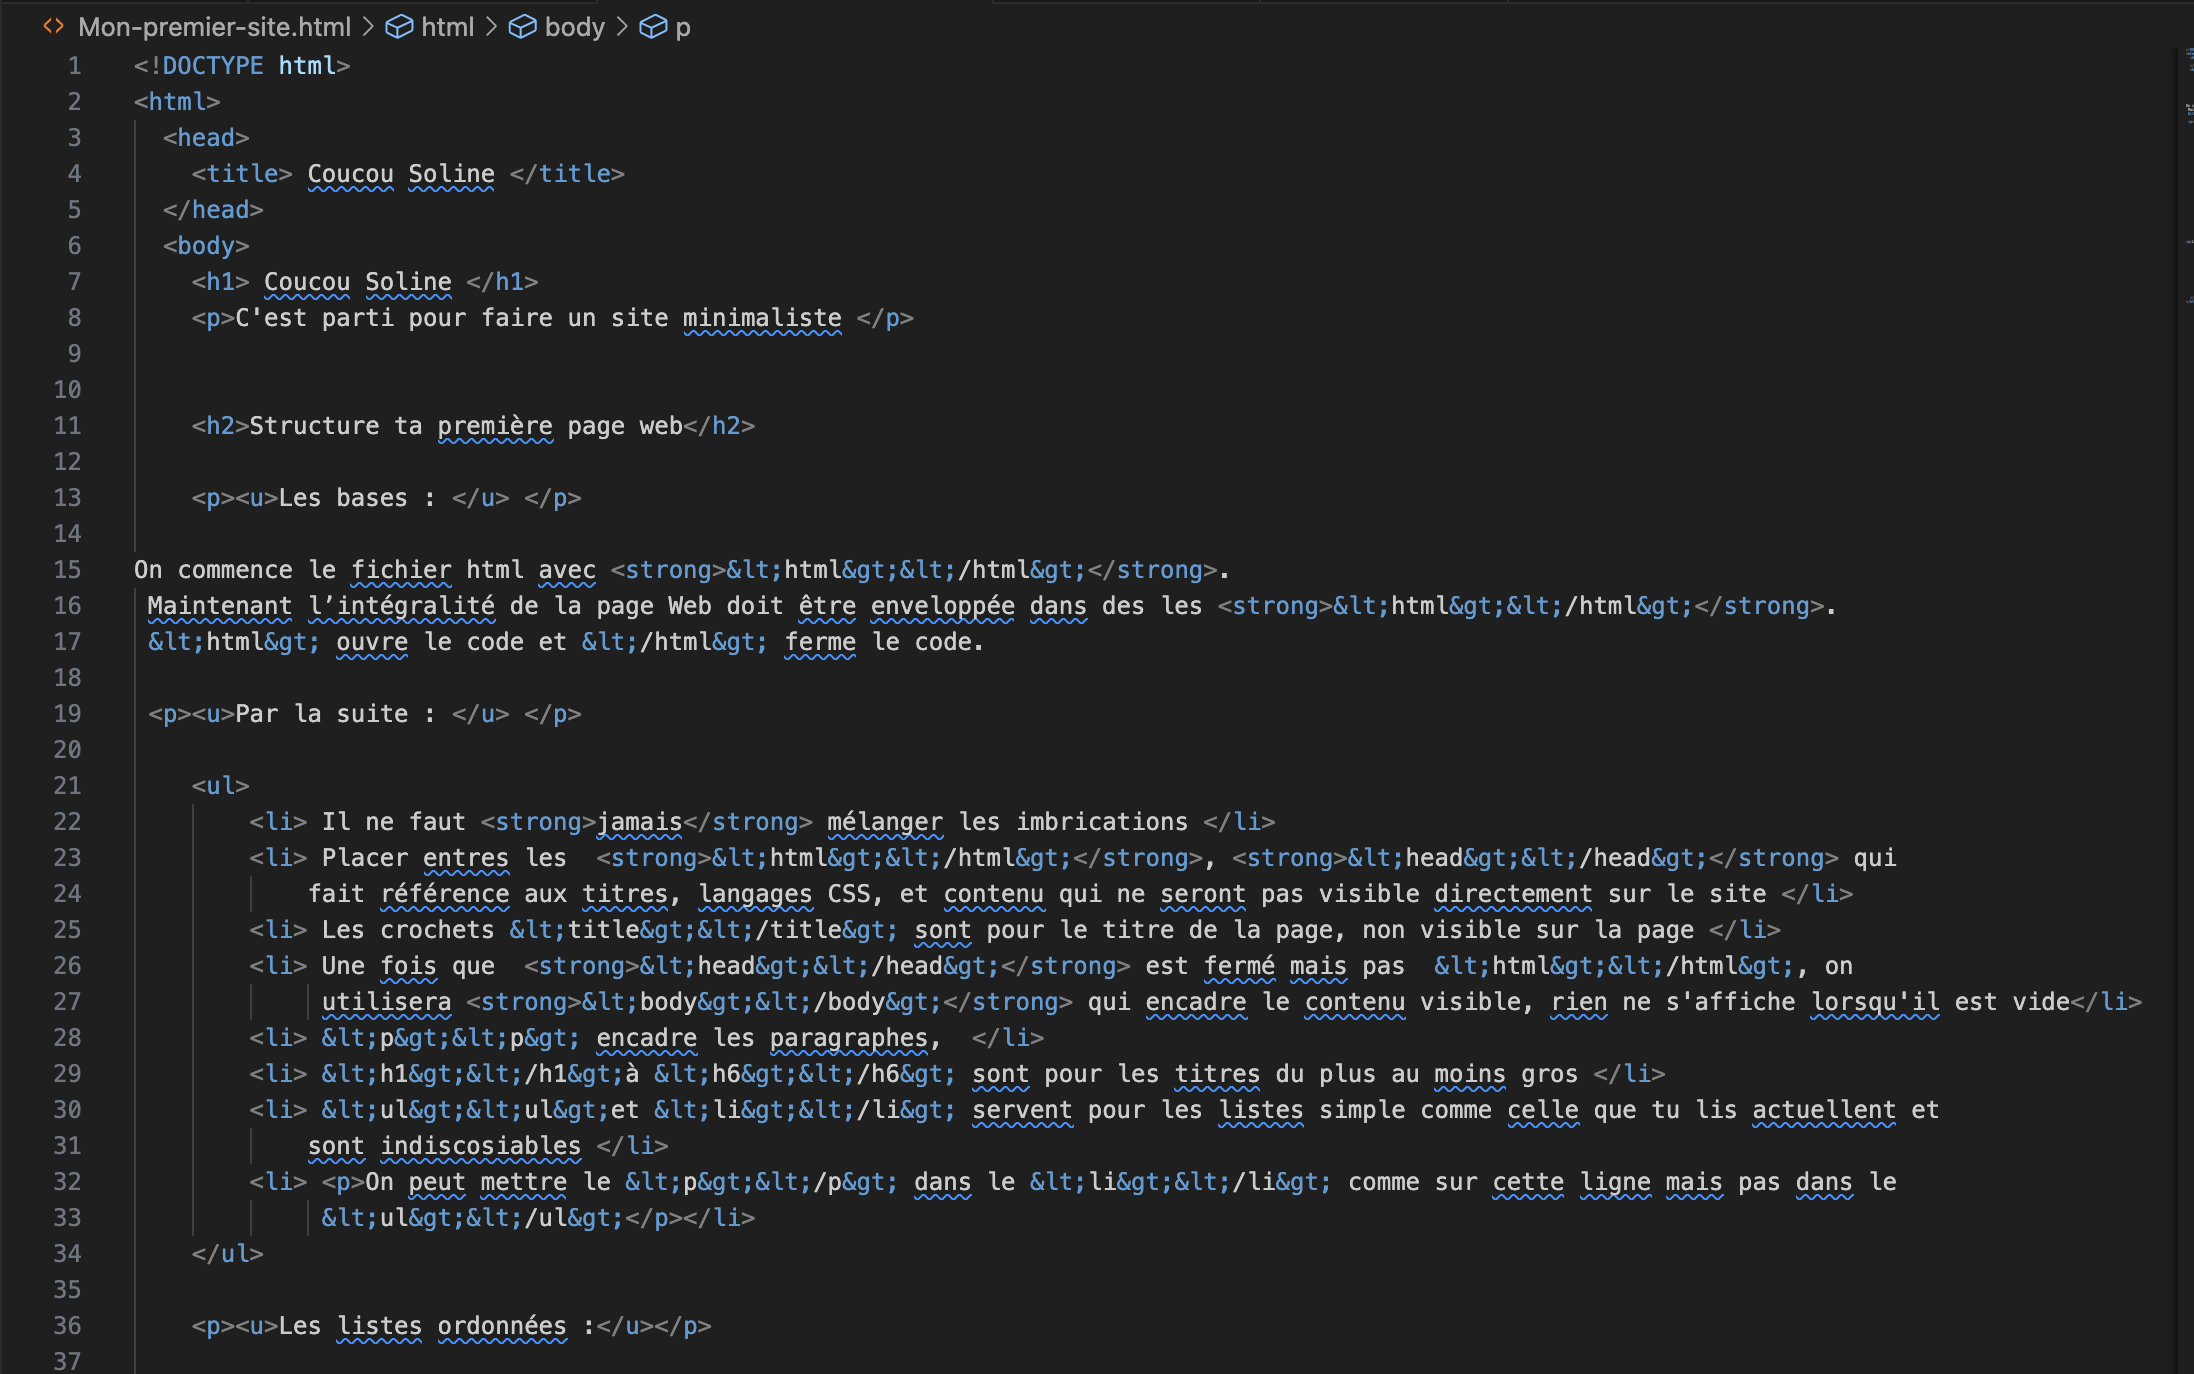 Mon-premier-site.html > html > body > p
1 <!DOCTYPE html>
2 <html>
3 <head>
4 <title> Coucou Soline </title>
5 </head>
6 <body>
7 <h1> Coucou Soline </h1>
8 <p>C'est parti pour faire un site minimaliste </p>
9
10
11 <h2>Structure ta première page web</h2>
12
13 <p><u>Les bases : </u> </p>
14
15 On commence le fichier html avec <strong>&lt;html&gt;&lt;/html&gt;</strong>.
16 Maintenant l’intégralité de la page Web doit être enveloppée dans des les <strong>&lt;html&gt;&lt;/html&gt;</strong>.
17 &lt;html&gt; ouvre le code et &lt;/html&gt; ferme le code.
18
19 <p><u>Par la suite : </u> </p>
20
21 <ul>
22 <li> Il ne faut <strong>jamais</strong> mélanger les imbrications </li>
23 <li> Placer entres les  <strong>&lt;html&gt;&lt;/html&gt;</strong>, <strong>&lt;head&gt;&lt;/head&gt;</strong> qui
24 fait référence aux titres, langages CSS, et contenu qui ne seront pas visible directement sur le site </li>
25 <li> Les crochets &lt;title&gt;&lt;/title&gt; sont pour le titre de la page, non visible sur la page </li>
26 <li> Une fois que  <strong>&lt;head&gt;&lt;/head&gt;</strong> est fermé mais pas  &lt;html&gt;&lt;/html&gt;, on
27 utilisera <strong>&lt;body&gt;&lt;/body&gt;</strong> qui encadre le contenu visible, rien ne s'affiche lorsqu'il est vide</li>
28 <li> &lt;p&gt;&lt;p&gt; encadre les paragraphes,  </li>
29 <li> &lt;h1&gt;&lt;/h1&gt;à &lt;h6&gt;&lt;/h6&gt; sont pour les titres du plus au moins gros </li>
30 <li> &lt;ul&gt;&lt;ul&gt;et &lt;li&gt;&lt;/li&gt; servent pour les listes simple comme celle que tu lis actuellent et
31 sont indiscosiables </li>
32 <li> <p>On peut mettre le &lt;p&gt;&lt;/p&gt; dans le &lt;li&gt;&lt;/li&gt; comme sur cette ligne mais pas dans le
33 &lt;ul&gt;&lt;/ul&gt;</p></li>
34 </ul>
35
36 <p><u>Les listes ordonnées :</u></p>
37